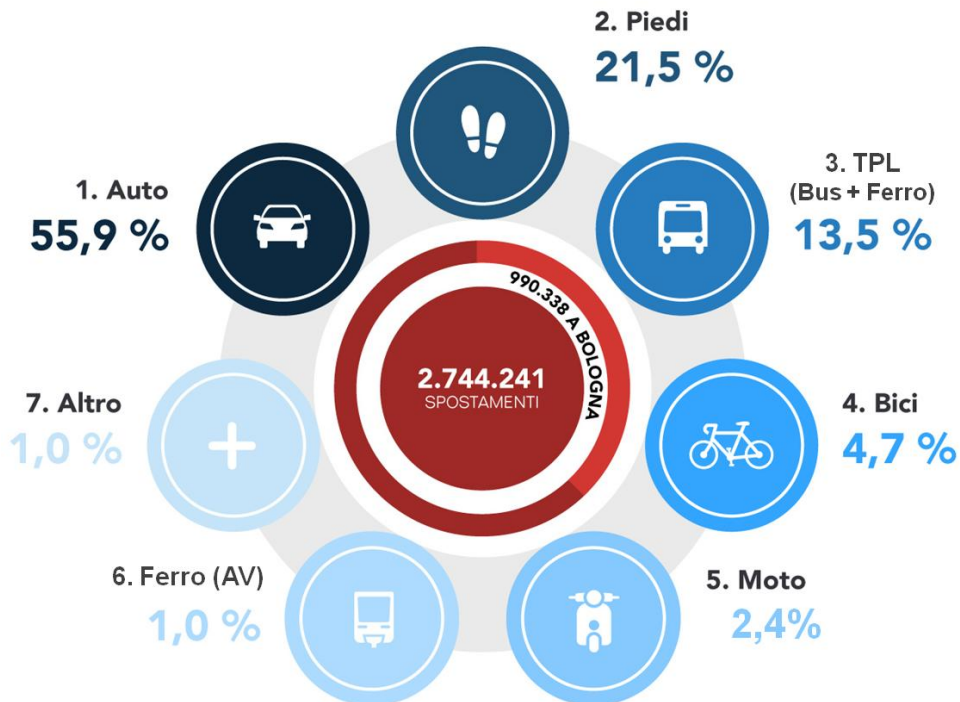 1. Auto
55,9 %
2. Piedi
21,5 %
3. TPL
(Bus + Ferro)
13,5 %
4. Bici
4,7 %
5. Moto
2,4%
6. Ferro (AV)
1,0 %
7. Altro
1,0 %
990.338 A BOLOGNA
2.744.241
SPOSTAMENTI